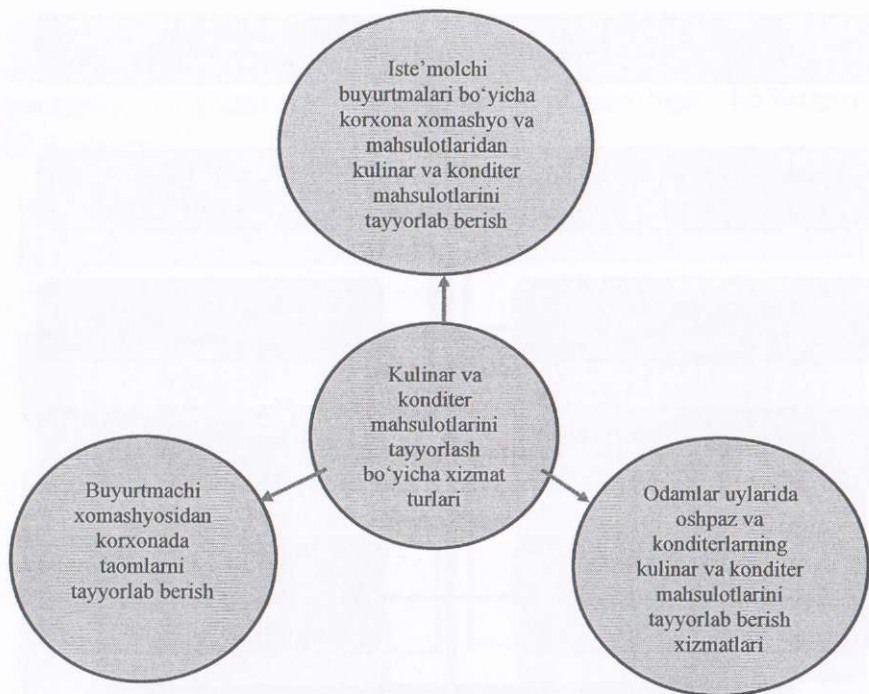 Iste’molchi
buyurtmalari bo‘yicha
korxona xomashyo va
mahsulotlaridan
kulinar va konditer
mahsulotlarini
tayyorlab berish
Kulinar va
konditer
mahsulotlarini
tayyorlash
bo‘yicha xizmat
turlari
Buyurtmachi
xomashyosidan
korxonada
taomlarni
tayyorlab berish
Odamlar uylarida
oshpaz va
konditerlarning
kulinar va konditer
mahsulotlarini
tayyorlab berish
xizmatlari